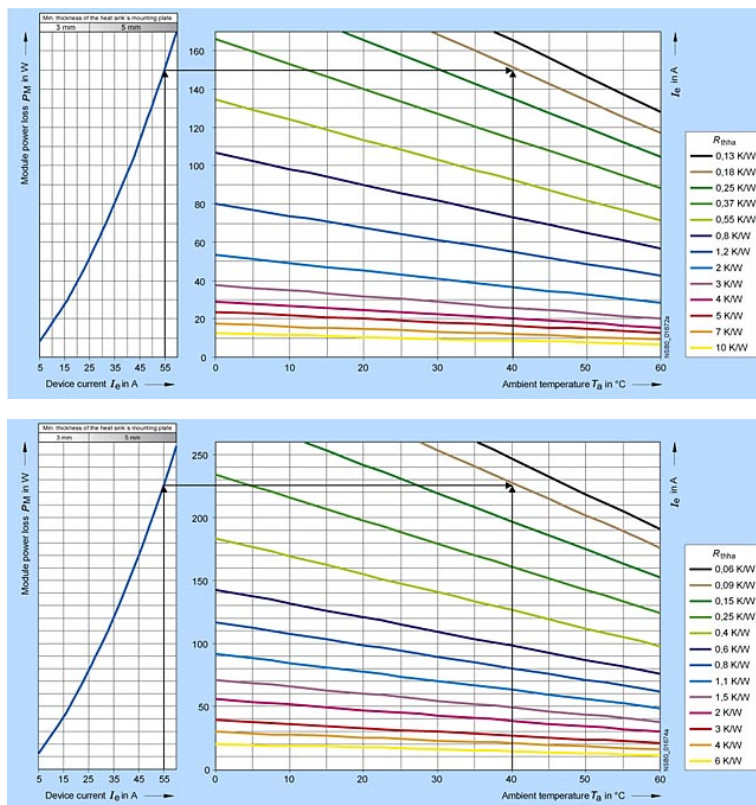 Min. thickness of the heat sink´s mounting plate
3 mm 5 mm
Module power loss PM in W
5 15 25 35 45 55
Device current Ie in A
160
140
120
100
80
60
40
20
0
0 10 20 30 40 50 60
Ambient temperature Ta in °C
Ie in A
NSB0_01672a
Rthha
0,13 K/W
0,18 K/W
0,25 K/W
0,37 K/W
0,55 K/W
0,8 K/W
1,2 K/W
2 K/W
3 K/W
4 K/W
5 K/W
7 K/W
10 K/W
Min. thickness of the heat sink´s mounting plate
3 mm 5 mm
Module power loss PM in W
5 15 25 35 45 55
Device current Ie in A
250
200
150
100
50
0
0 10 20 30 40 50 60
Ambient temperature Ta in °C
Ie in A
NSB0_01674a
Rthha
0,06 K/W
0,09 K/W
0,15 K/W
0,25 K/W
0,4 K/W
0,6 K/W
0,8 K/W
1,1 K/W
1,5 K/W
2 K/W
3 K/W
4 K/W
6 K/W